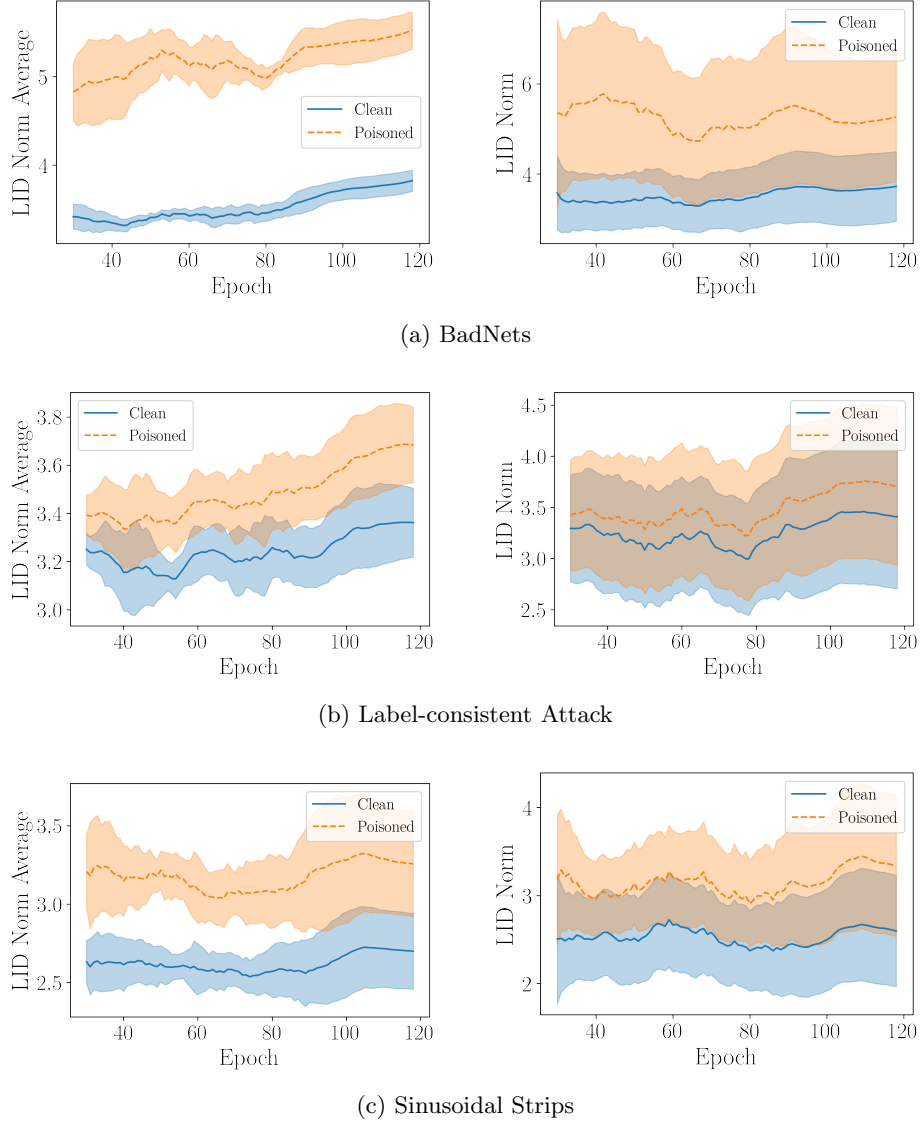 LID Norm Average
5
4
Clean
Poisoned
40 60 80 100 120
Epoch
LID Norm
6
4
Clean
Poisoned
40 60 80 100 120
Epoch
(a) BadNets
LID Norm Average
3.8
3.6
3.4
3.2
3.0
Clean
Poisoned
40 60 80 100 120
Epoch
LID Norm
4.5
4.0
3.5
3.0
2.5
Clean
Poisoned
40 60 80 100 120
Epoch
(b) Label-consistent Attack
LID Norm Average
3.5
3.0
2.5
Clean
Poisoned
40 60 80 100 120
Epoch
LID Norm
4
3
2
Clean
Poisoned
40 60 80 100 120
Epoch
(c) Sinusoidal Strips